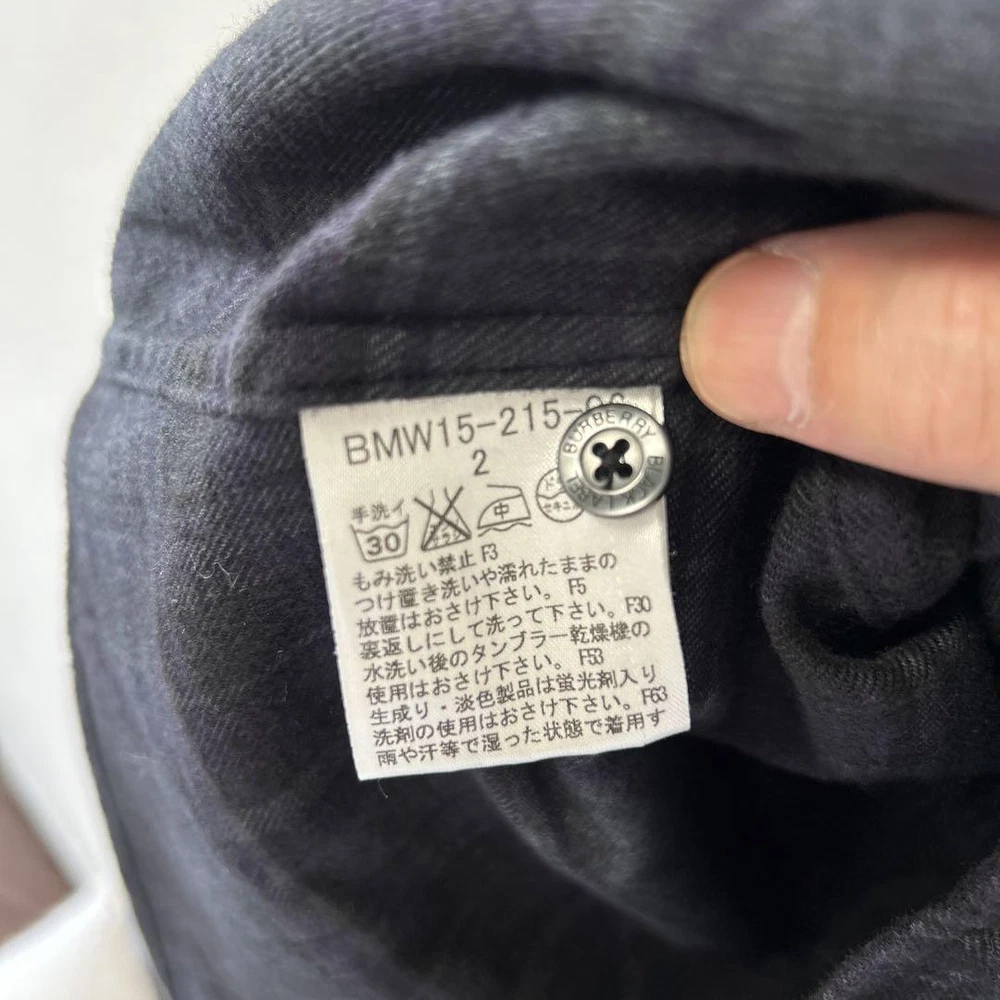 BMW15-215-
2
BURBERRY BLACK LABEL
手洗イ
30
中
もみ洗い禁止 F3
つけ置き洗いや濡れたままの
放置はおさけ下さい。 F5
裏返しにして洗って下さい。 F30
水洗い後のタンブラー乾燥機の
使用はおさけ下さい。 F53
生成り・淡色製品は蛍光剤入り
洗剤の使用はおさけ下さい。 F63
雨や汗等で湿った状態で着用す